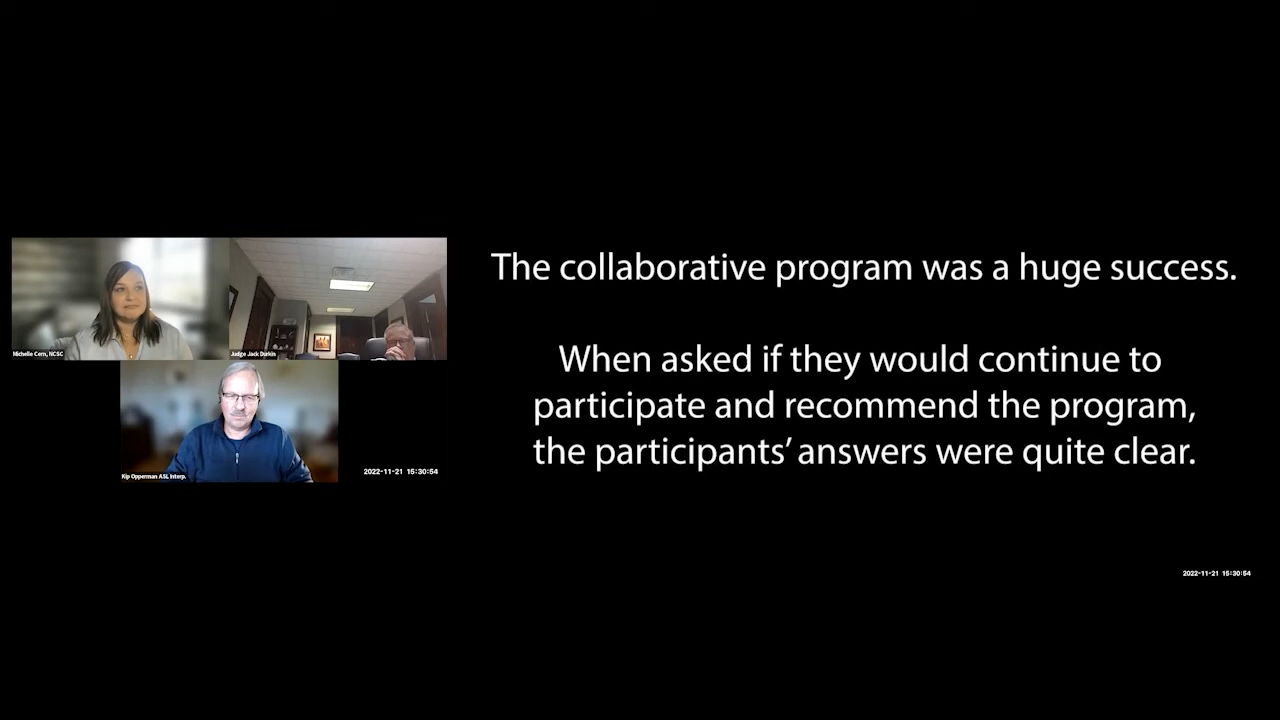 Michelle Cern, NCSC
Judge Jack Durkin
Kip Opperman ASL Interp.
2022-11-21 15:30:54
The collaborative program was a huge success.
When asked if they would continue to
participate and recommend the program,
the participants’ answers were quite clear.
2022-11-21 15:30:54